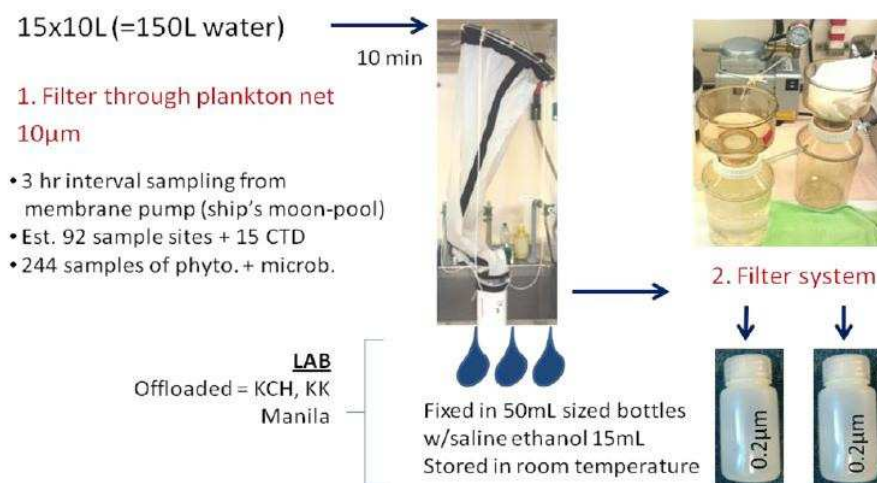 15x10L (=150L water)
10 min
1. Filter through plankton net
10μm
• 3 hr interval sampling from
membrane pump (ship's moon-pool)
• Est. 92 sample sites + 15 CTD
• 244 samples of phyto. + microb.
2. Filter system
LAB
Offloaded = KCH, KK
Manila
Fixed in 50mL sized bottles
w/saline ethanol 15mL
Stored in room temperature
0.2μm
0.2μm